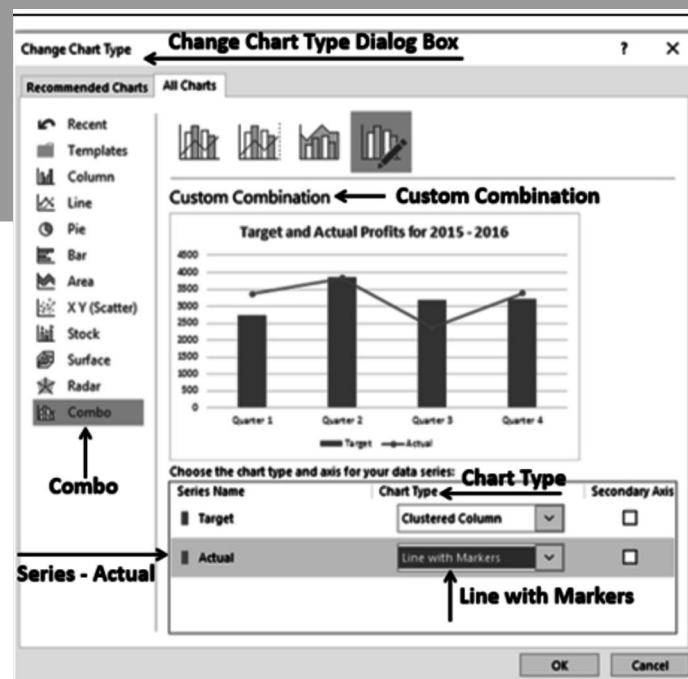 Change Chart Type
Change Chart Type Dialog Box
? ×
Recommended Charts
All Charts
Recent
Templates
Column
Line
Pie
Bar
Area
X Y (Scatter)
Stock
Surface
Radar
Combo
Combo
Custom Combination
Custom Combination
Target and Actual Profits for 2015 - 2016
4500
4000
3500
3000
2500
2000
1500
1000
500
0
Quarter 1 Quarter 2 Quarter 3 Quarter 4
Target Actual
Choose the chart type and axis for your data series:
Chart Type
Series Name Chart Type Secondary Axis
Target Clustered Column
Actual Line with Markers
Series - Actual
Line with Markers
OK Cancel